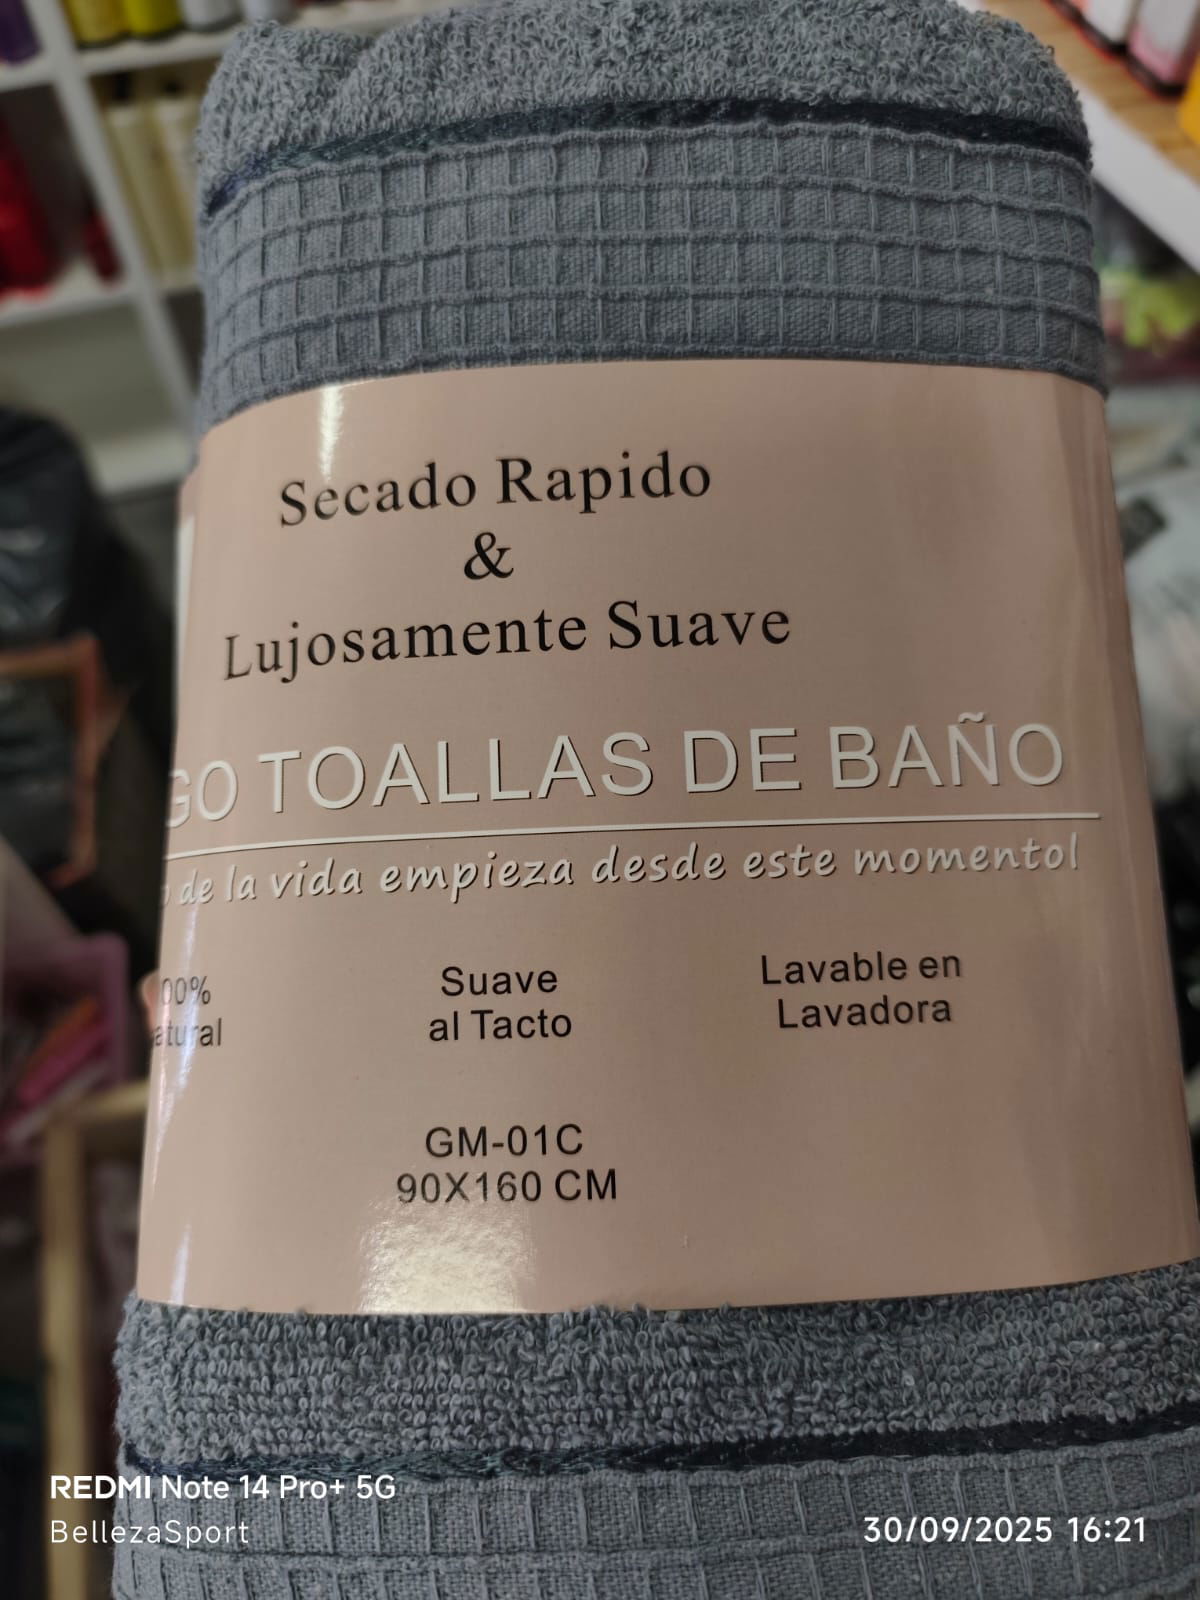 Secado Rapido
&
Lujosamente Suave
GO TOALLAS DE BAÑO
de la vida empieza desde este momento!
00%
atural
Suave
al Tacto
Lavable en
Lavadora
GM-01C
90X160 CM
REDMI Note 14 Pro+ 5G
BellezaSport
30/09/2025 16:21